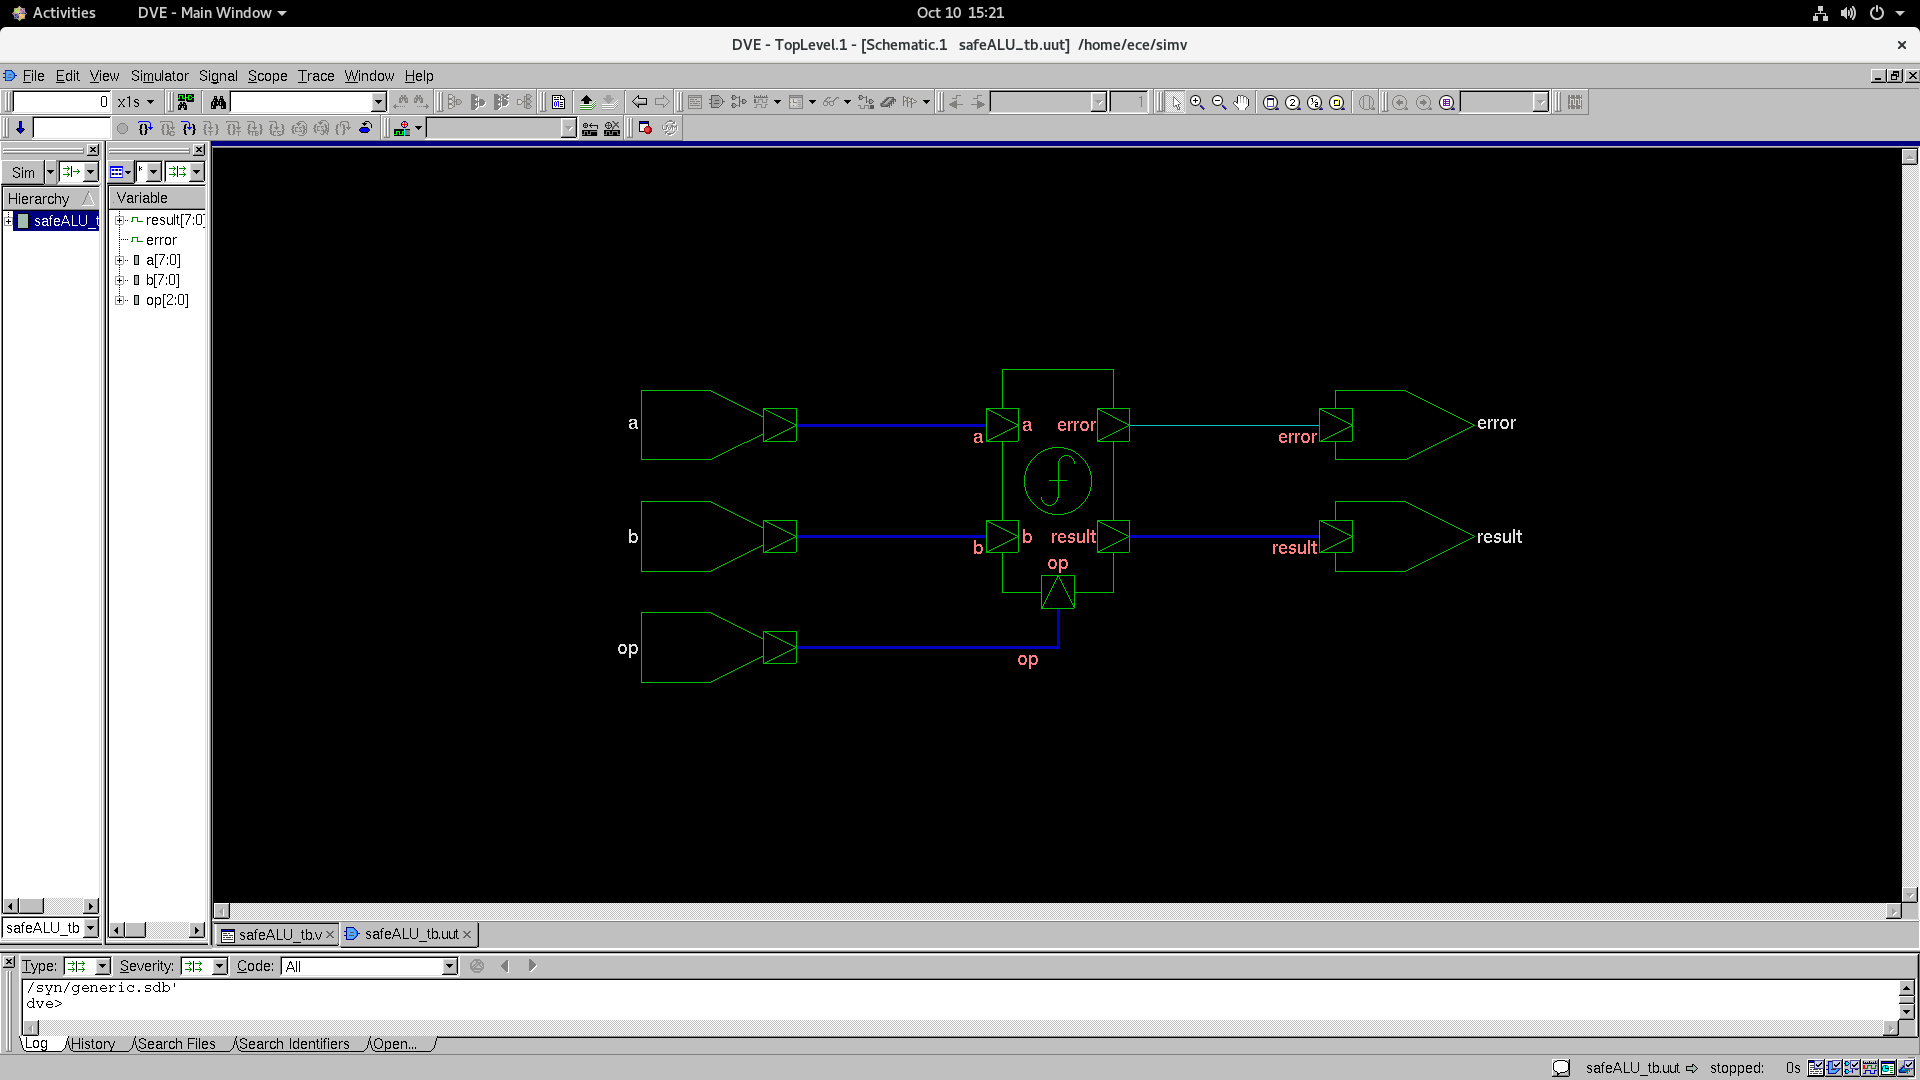 Activities
DVE - Main Window
Oct 10 15:21
DVE - TopLevel.1 - [Schematic.1 safeALU_tb.uut] /home/ece/simv
File Edit View Simulator Signal Scope Trace Window Help
0 x1s
1
Sim
*
Hierarchy
Variable
safeALU_t
result[7:0]
error
a[7:0]
b[7:0]
op[2:0]
a
a
a
error
error
error
b
b
b
result
result
result
op
op
op
safeALU_tb
safeALU_tb.v
safeALU_tb.uut
Type: Severity: Code: All
/syn/generic.sdb'
dve>
Log History Search Files Search Identifiers Open...
safeALU_tb.uut stopped: 0s